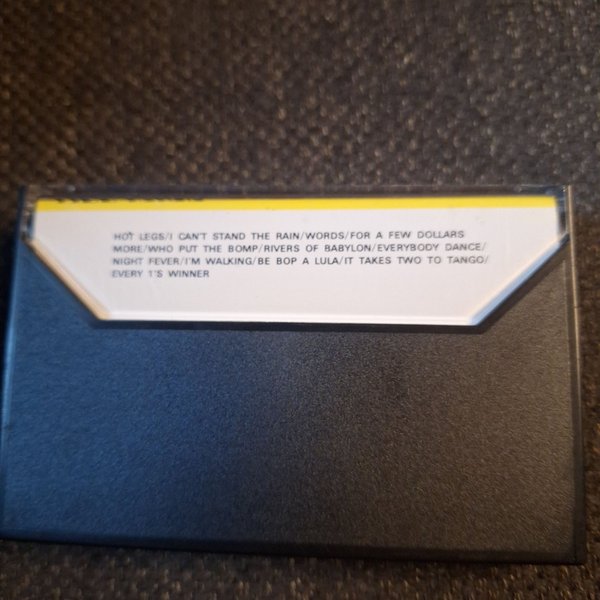 HOT LEGS/I CAN'T STAND THE RAIN/WORDS/FOR A FEW DOLLARS
MORE/WHO PUT THE BOMP/RIVERS OF BABYLON/EVERYBODY DANCE/
NIGHT FEVER/I'M WALKING/BE BOP A LULA/IT TAKES TWO TO TANGO/
EVERY 1'S WINNER